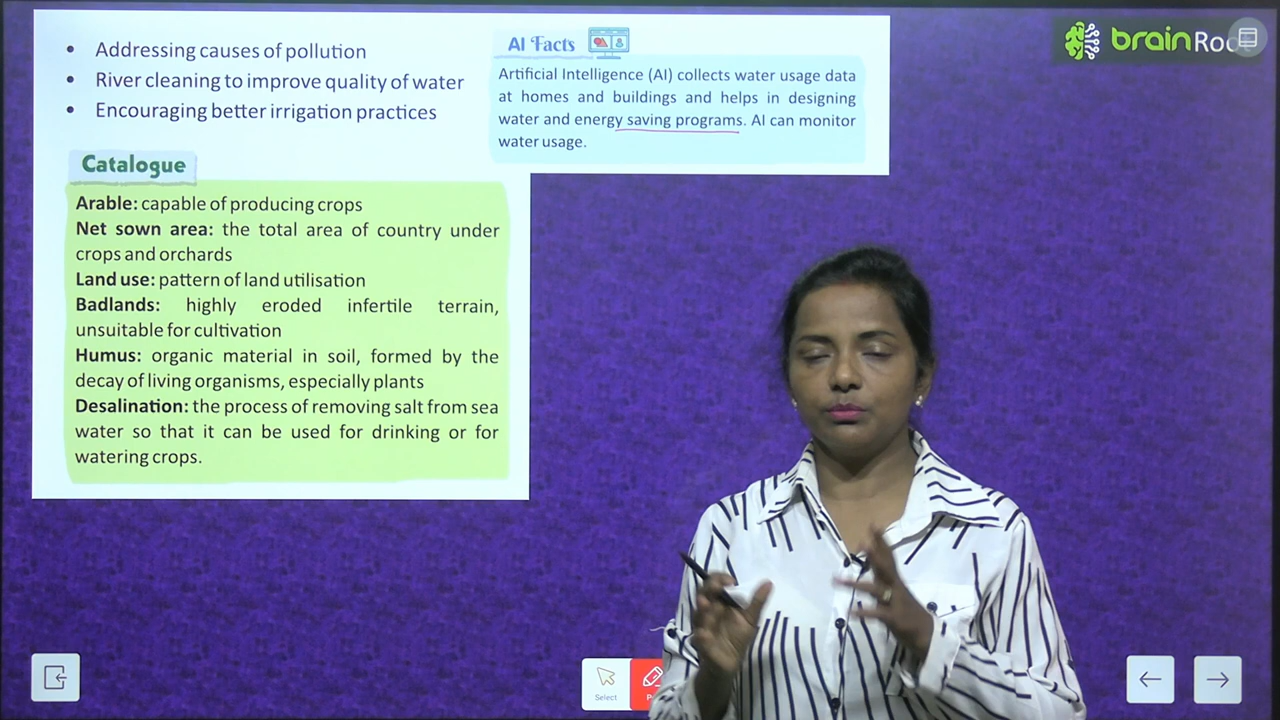 • Addressing causes of pollution
• River cleaning to improve quality of water
• Encouraging better irrigation practices
AI Facts
Artificial Intelligence (AI) collects water usage data
at homes and buildings and helps in designing
water and energy saving programs. AI can monitor
water usage.
brain
Catalogue
Arable: capable of producing crops
Net sown area: the total area of country under
crops and orchards
Land use: pattern of land utilisation
Badlands: highly eroded infertile terrain,
unsuitable for cultivation
Humus: organic material in soil, formed by the
decay of living organisms, especially plants
Desalination: the process of removing salt from sea
water so that it can be used for drinking or for
watering crops.
Select